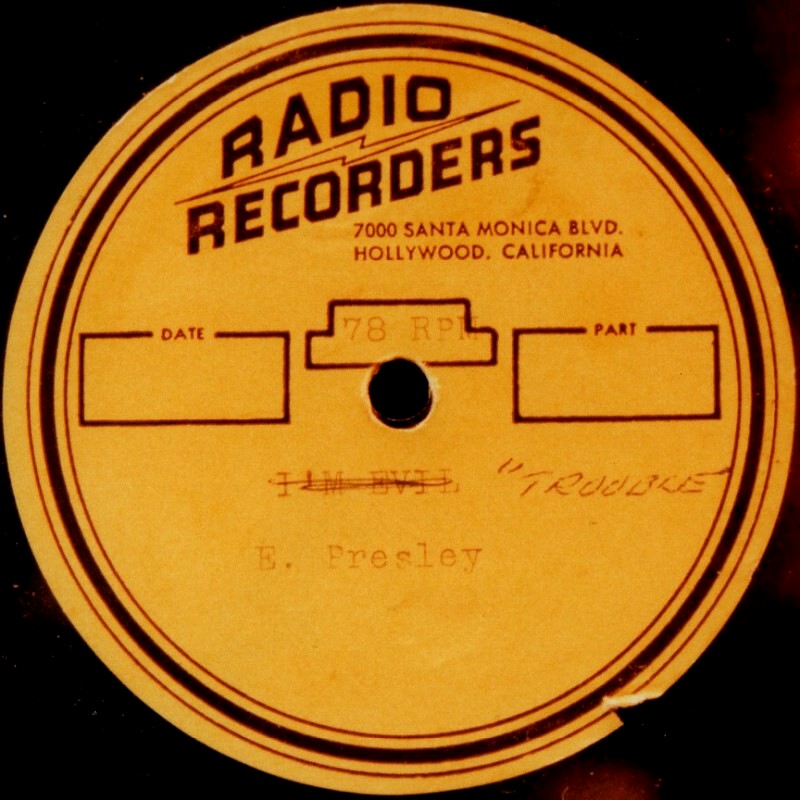 RADIO
RECORDERS
7000 SANTA MONICA BLVD.
HOLLYWOOD, CALIFORNIA
78 RPM
DATE
PART
I'M EVIL "TROUBLE"
E. Presley